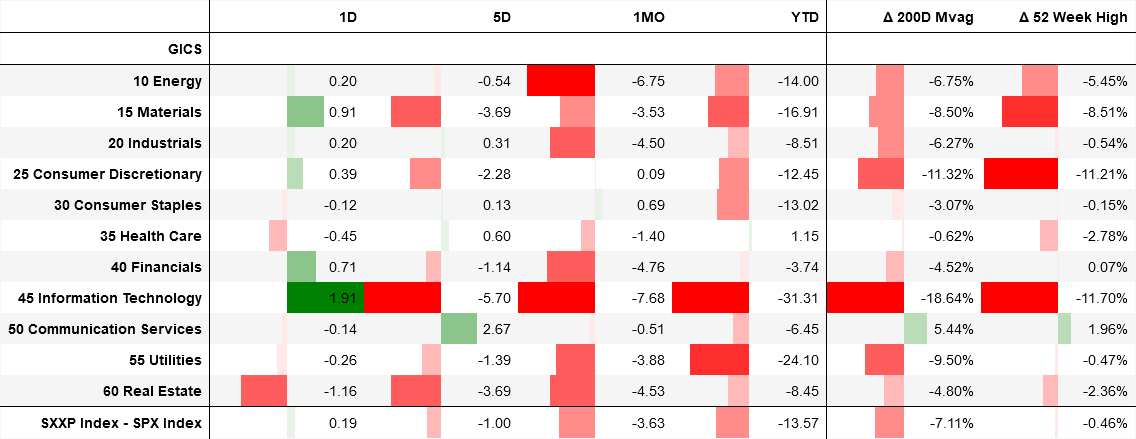 1D 5D 1MO YTD Δ 200D Mvag Δ 52 Week High
GICS
10 Energy 0.20 -0.54 -6.75 -14.00 -6.75% -5.45%
15 Materials 0.91 -3.69 -3.53 -16.91 -8.50% -8.51%
20 Industrials 0.20 0.31 -4.50 -8.51 -6.27% -0.54%
25 Consumer Discretionary 0.39 -2.28 0.09 -12.45 -11.32% -11.21%
30 Consumer Staples -0.12 0.13 0.69 -13.02 -3.07% -0.15%
35 Health Care -0.45 0.60 -1.40 1.15 -0.62% -2.78%
40 Financials 0.71 -1.14 -4.76 -3.74 -4.52% 0.07%
45 Information Technology 1.91 -5.70 -7.68 -31.31 -18.64% -11.70%
50 Communication Services -0.14 2.67 -0.51 -6.45 5.44% 1.96%
55 Utilities -0.26 -1.39 -3.88 -24.10 -9.50% -0.47%
60 Real Estate -1.16 -3.69 -4.53 -8.45 -4.80% -2.36%
SXXP Index - SPX Index 0.19 -1.00 -3.63 -13.57 -7.11% -0.46%